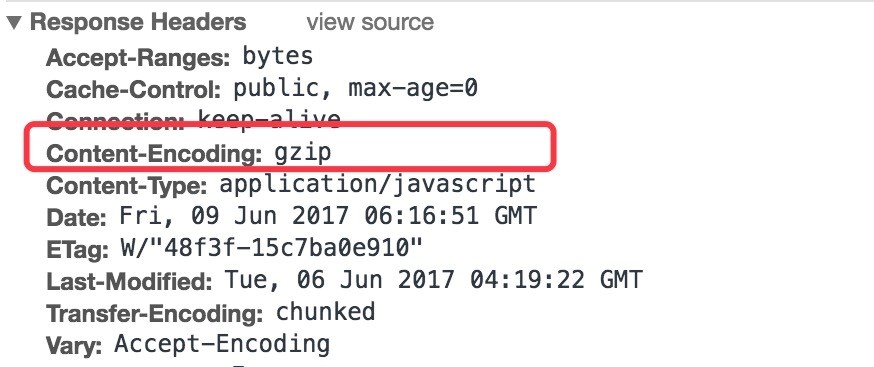 ▼ Response Headers view source
Accept-Ranges: bytes
Cache-Control: public, max-age=0
Connection: keep-alive
Content-Encoding: gzip
Content-Type: application/javascript
Date: Fri, 09 Jun 2017 06:16:51 GMT
ETag: W/"48f3f-15c7ba0e910"
Last-Modified: Tue, 06 Jun 2017 04:19:22 GMT
Transfer-Encoding: chunked
Vary: Accept-Encoding